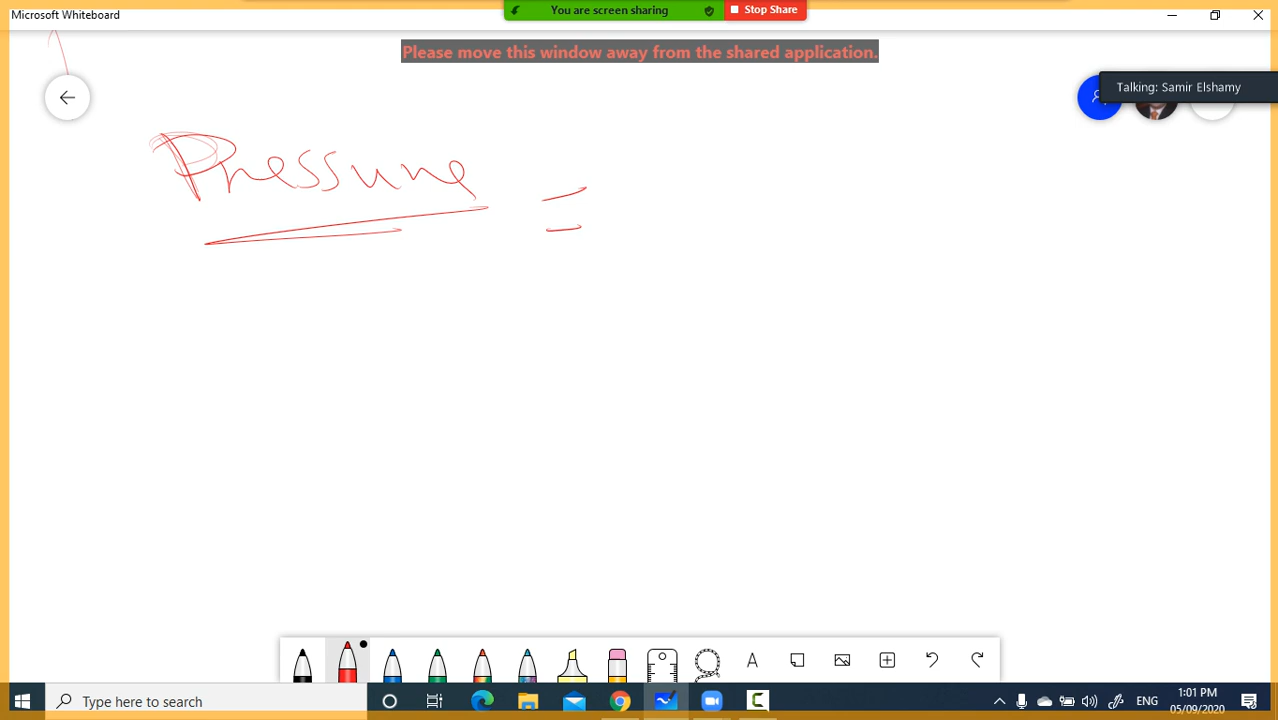 Microsoft Whiteboard
You are screen sharing
Stop Share
Please move this window away from the shared application.
Talking: Samir Elshamy
Pressure =
A
Type here to search
ENG
1:01 PM
05/09/2020